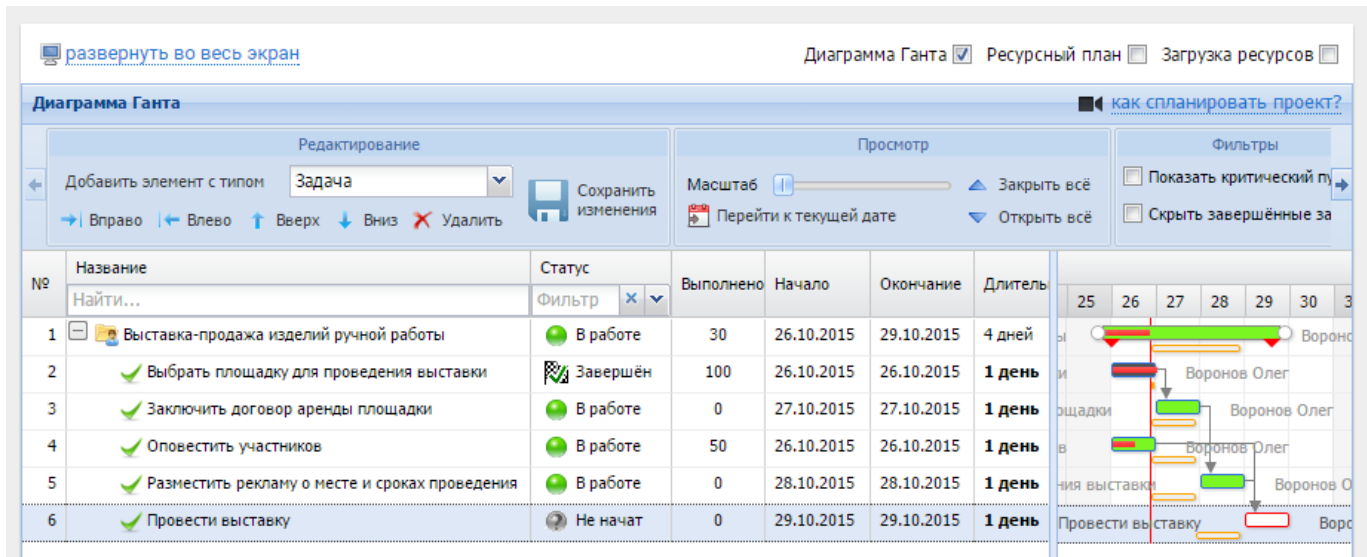 развернуть во весь экран Диаграмма Ганта Ресурсный план Загрузка ресурсов
Диаграмма Ганта как спланировать проект?
Редактирование Просмотр Фильтры
Добавить элемент с типом Задача Сохранить изменения Масштаб Закрыть всё Показать критический пу
Вправо Влево Вверх Вниз Удалить Перейти к текущей дате Открыть всё Скрыть завершённые за
№ Название Статус Выполнено Начало Окончание Длитель
Найти... Фильтр 25 26 27 28 29 30 3
1 Выставка-продажа изделий ручной работы В работе 30 26.10.2015 29.10.2015 4 дней ы Вороно
2 Выбрать площадку для проведения выставки Завершён 100 26.10.2015 26.10.2015 1 день и Воронов Олег
3 Заключить договор аренды площадки В работе 0 27.10.2015 27.10.2015 1 день ощадки Воронов Олег
4 Оповестить участников В работе 50 26.10.2015 26.10.2015 1 день в Воронов Олег
5 Разместить рекламу о месте и сроках проведения В работе 0 28.10.2015 28.10.2015 1 день ния выставки Воронов О
6 Провести выставку Не начат 0 29.10.2015 29.10.2015 1 день Провести выставку Воро